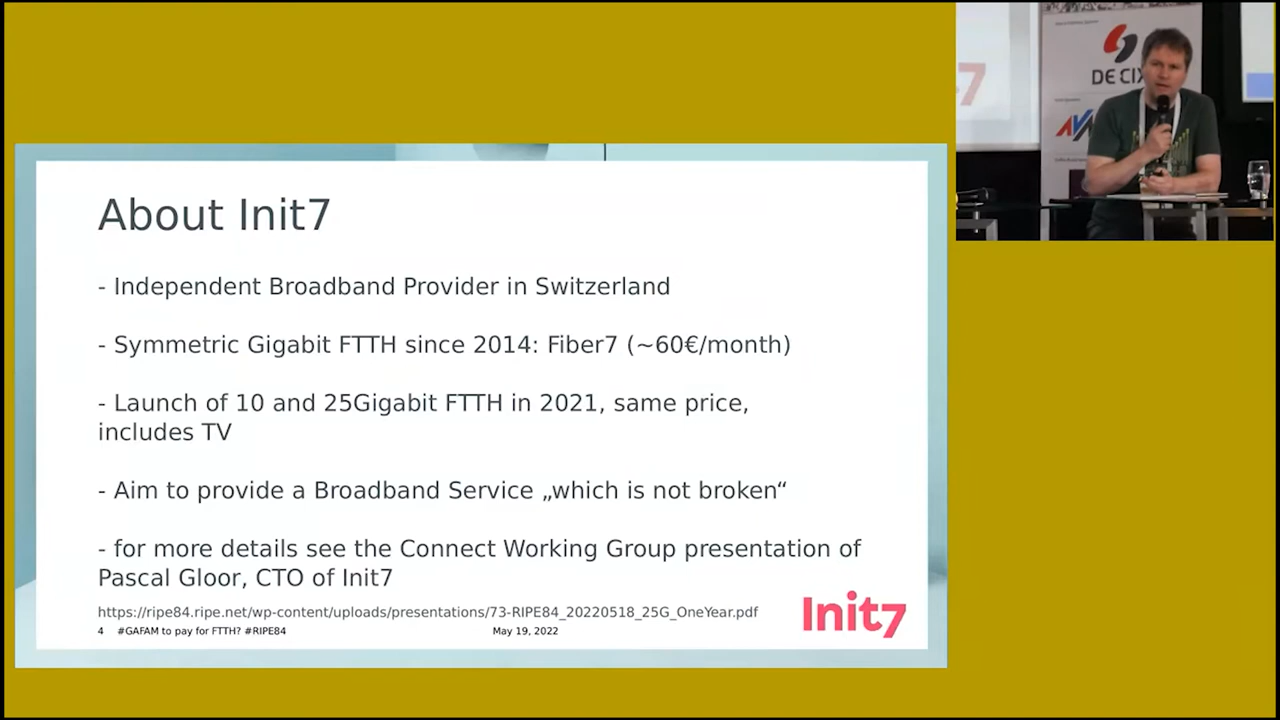 About Init7
- Independent Broadband Provider in Switzerland
- Symmetric Gigabit FTTH since 2014: Fiber7 (~60€/month)
- Launch of 10 and 25Gigabit FTTH in 2021, same price,
includes TV
- Aim to provide a Broadband Service „which is not broken“
- for more details see the Connect Working Group presentation of
Pascal Gloor, CTO of Init7
https://ripe84.ripe.net/wp-content/uploads/presentations/73-RIPE84_20220518_25G_OneYear.pdf
4 #GAFAM to pay for FTTH? #RIPE84
May 19, 2022
Init7
7
DE CIX